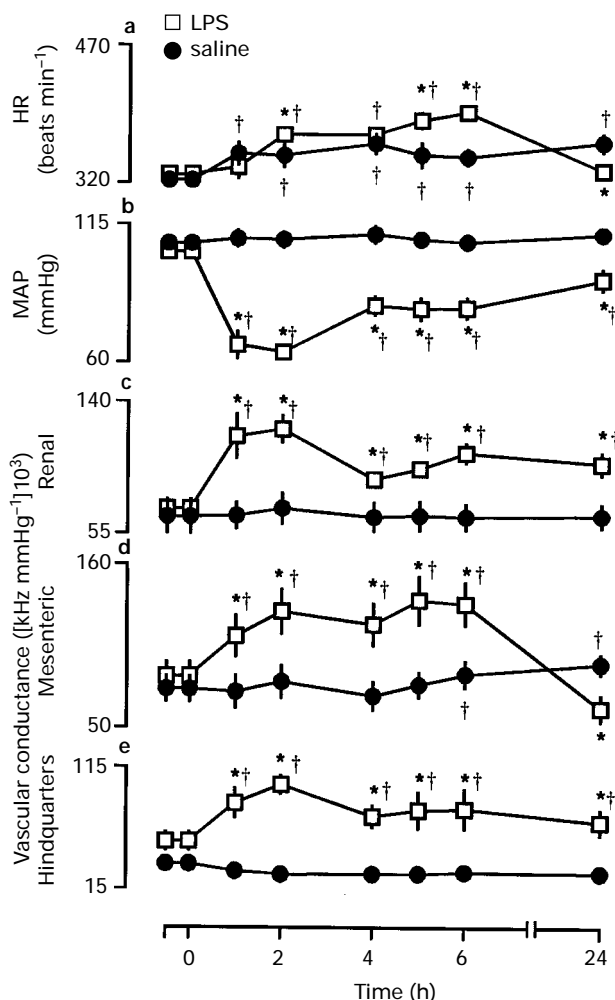 LPS
saline
a
470
320
HR
(beats min⁻¹)
* †
†
*†
†
*†
*†
†
†
†
†
†
*
b
115
60
MAP
(mmHg)
*†
*†
*†
*†
*†
*†
Vascular conductance ([kHz mmHg⁻¹]10³)
c
140
55
Renal
*†
*†
*†
*†
*†
*†
d
160
50
Mesenteric
*†
* †
*†
*†
*†
†
†
*
e
115
15
Hindquarters
*†
* †
*†
*†
*†
*†
0 2 4 6 24
Time (h)